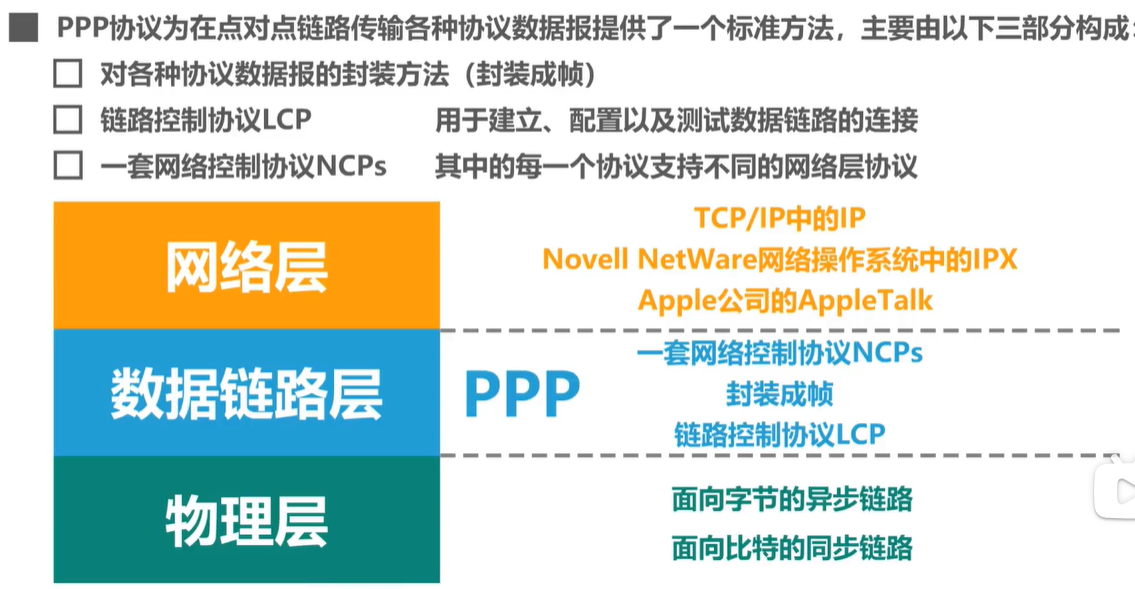 PPP协议为在点对点链路传输各种协议数据报提供了一个标准方法，主要由以下三部分构成：
对各种协议数据报的封装方法（封装成帧）
链路控制协议LCP 用于建立、配置以及测试数据链路的连接
一套网络控制协议NCPs 其中的每一个协议支持不同的网络层协议
网络层
TCP/IP中的IP
Novell NetWare网络操作系统中的IPX
Apple公司的AppleTalk
数据链路层
PPP
一套网络控制协议NCPs
封装成帧
链路控制协议LCP
物理层
面向字节的异步链路
面向比特的同步链路